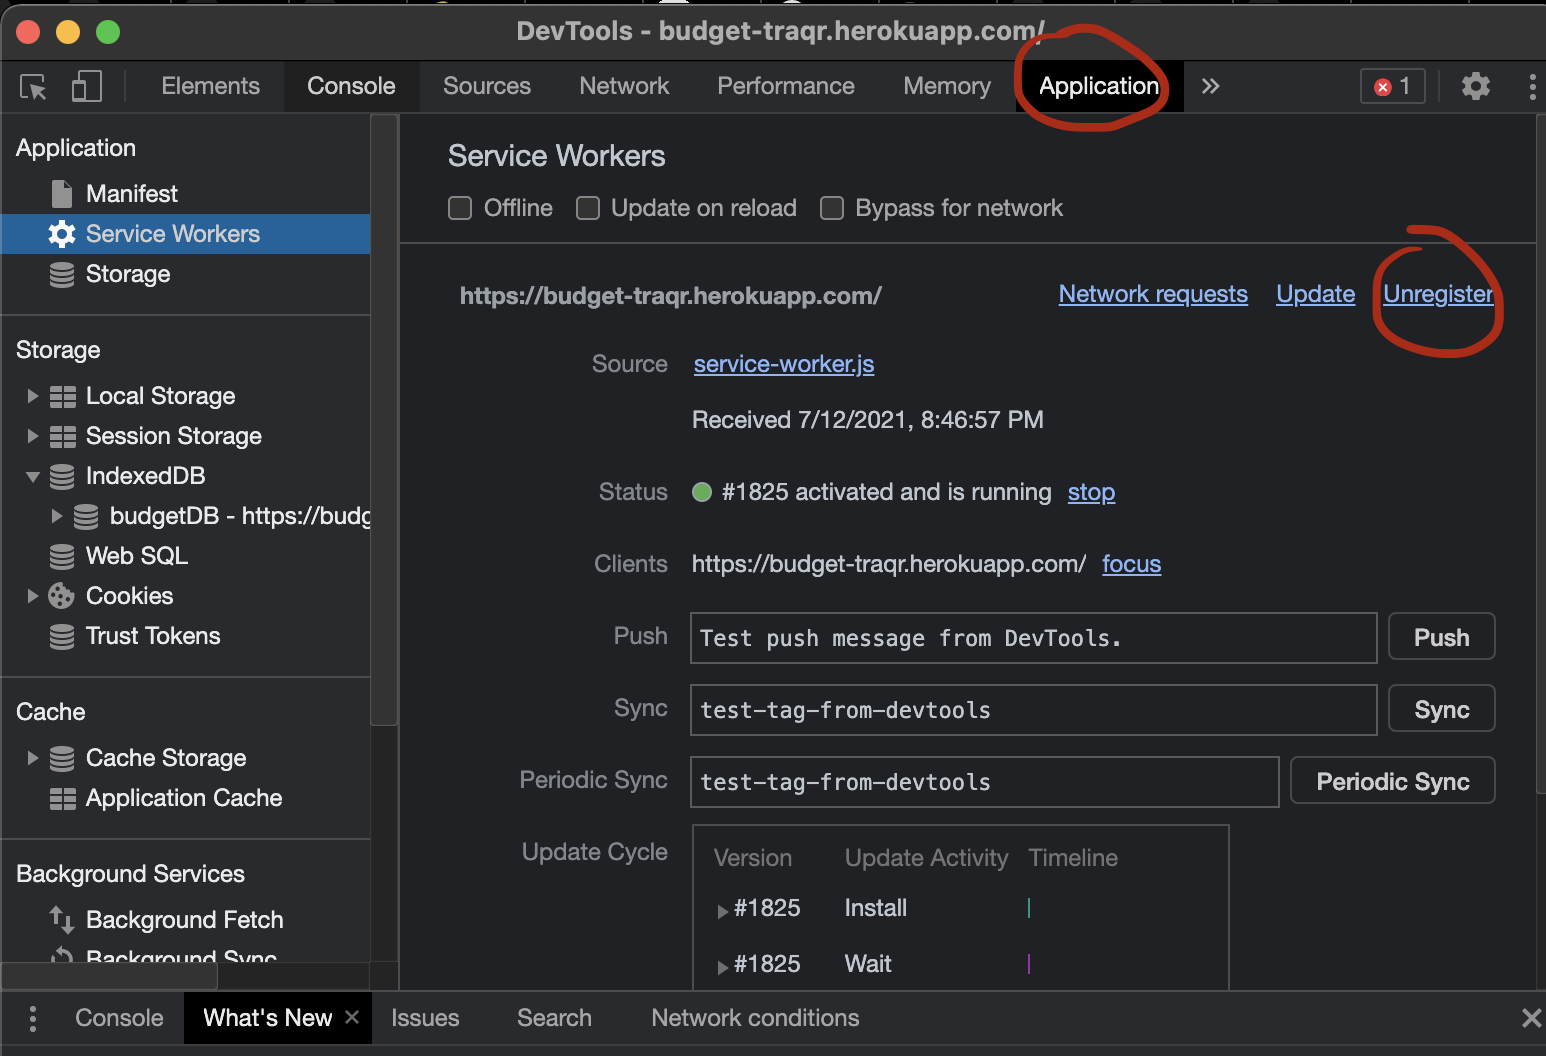 DevTools - budget-traqr.herokuapp.com/
Elements Console Sources Network Performance Memory Application » 1
Application
Manifest
Service Workers
Storage
Storage
Local Storage
Session Storage
IndexedDB
budgetDB - https://budg
Web SQL
Cookies
Trust Tokens
Cache
Cache Storage
Application Cache
Background Services
Background Fetch
Background Sync
Service Workers
Offline Update on reload Bypass for network
https://budget-traqr.herokuapp.com/ Network requests Update Unregister
Source service-worker.js
Received 7/12/2021, 8:46:57 PM
Status #1825 activated and is running stop
Clients https://budget-traqr.herokuapp.com/ focus
Push Test push message from DevTools. Push
Sync test-tag-from-devtools Sync
Periodic Sync test-tag-from-devtools Periodic Sync
Update Cycle Version Update Activity Timeline
#1825 Install
#1825 Wait
Console What's New Issues Search Network conditions